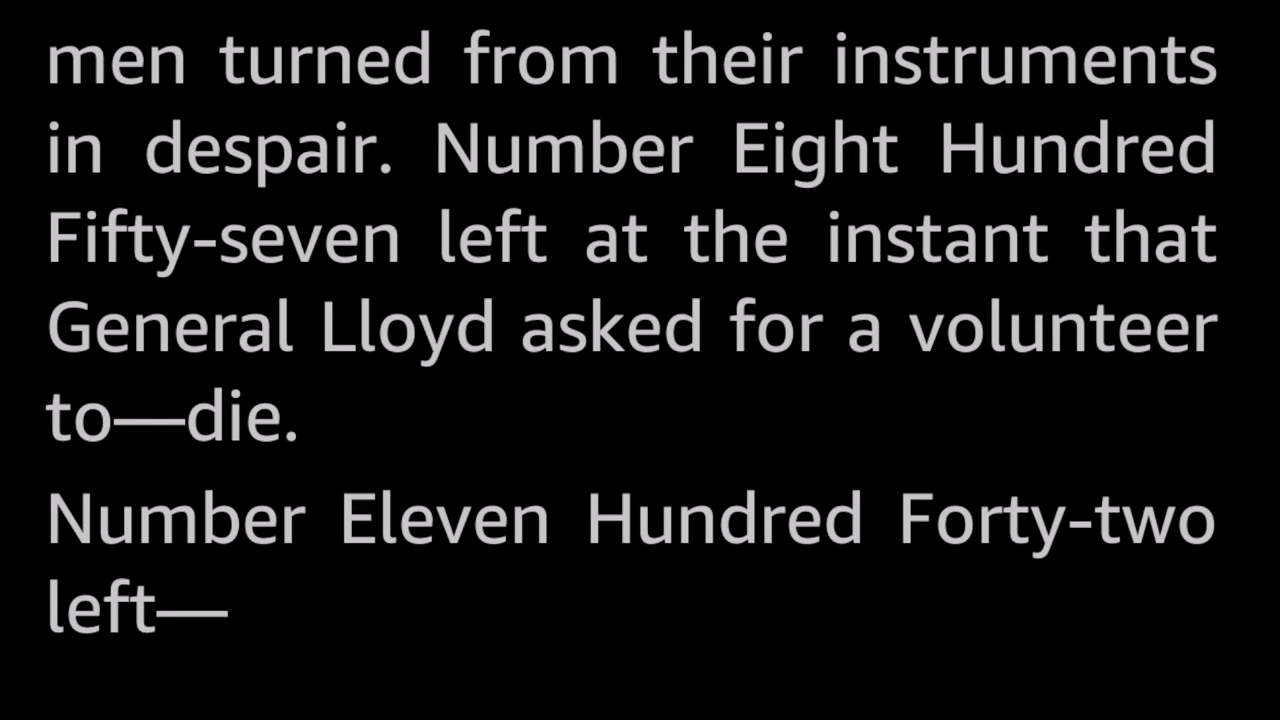 men turned from their instruments
in despair. Number Eight Hundred
Fifty-seven left at the instant that
General Lloyd asked for a volunteer
to—die.
Number Eleven Hundred Forty-two
left—